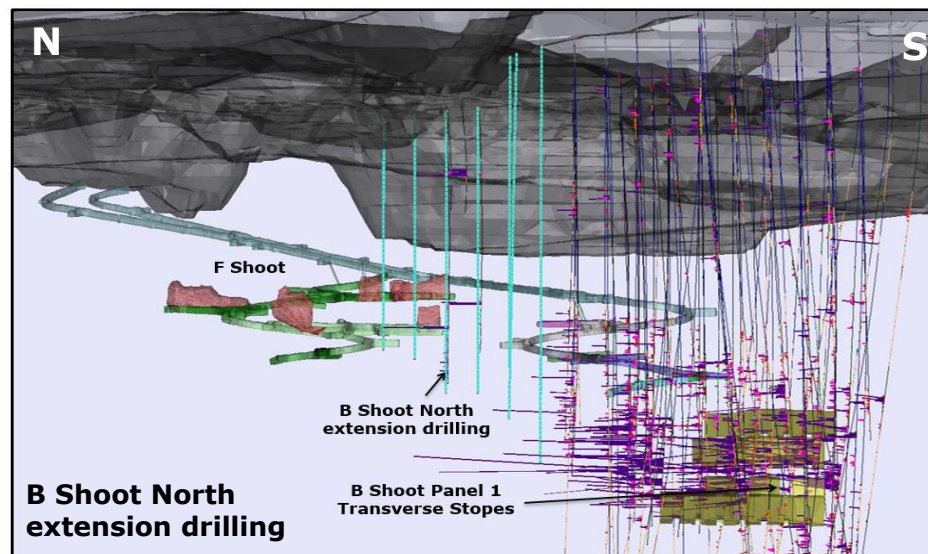 N
S
F Shoot
B Shoot North
extension drilling
B Shoot Panel 1
Transverse Stopes
B Shoot North
extension drilling